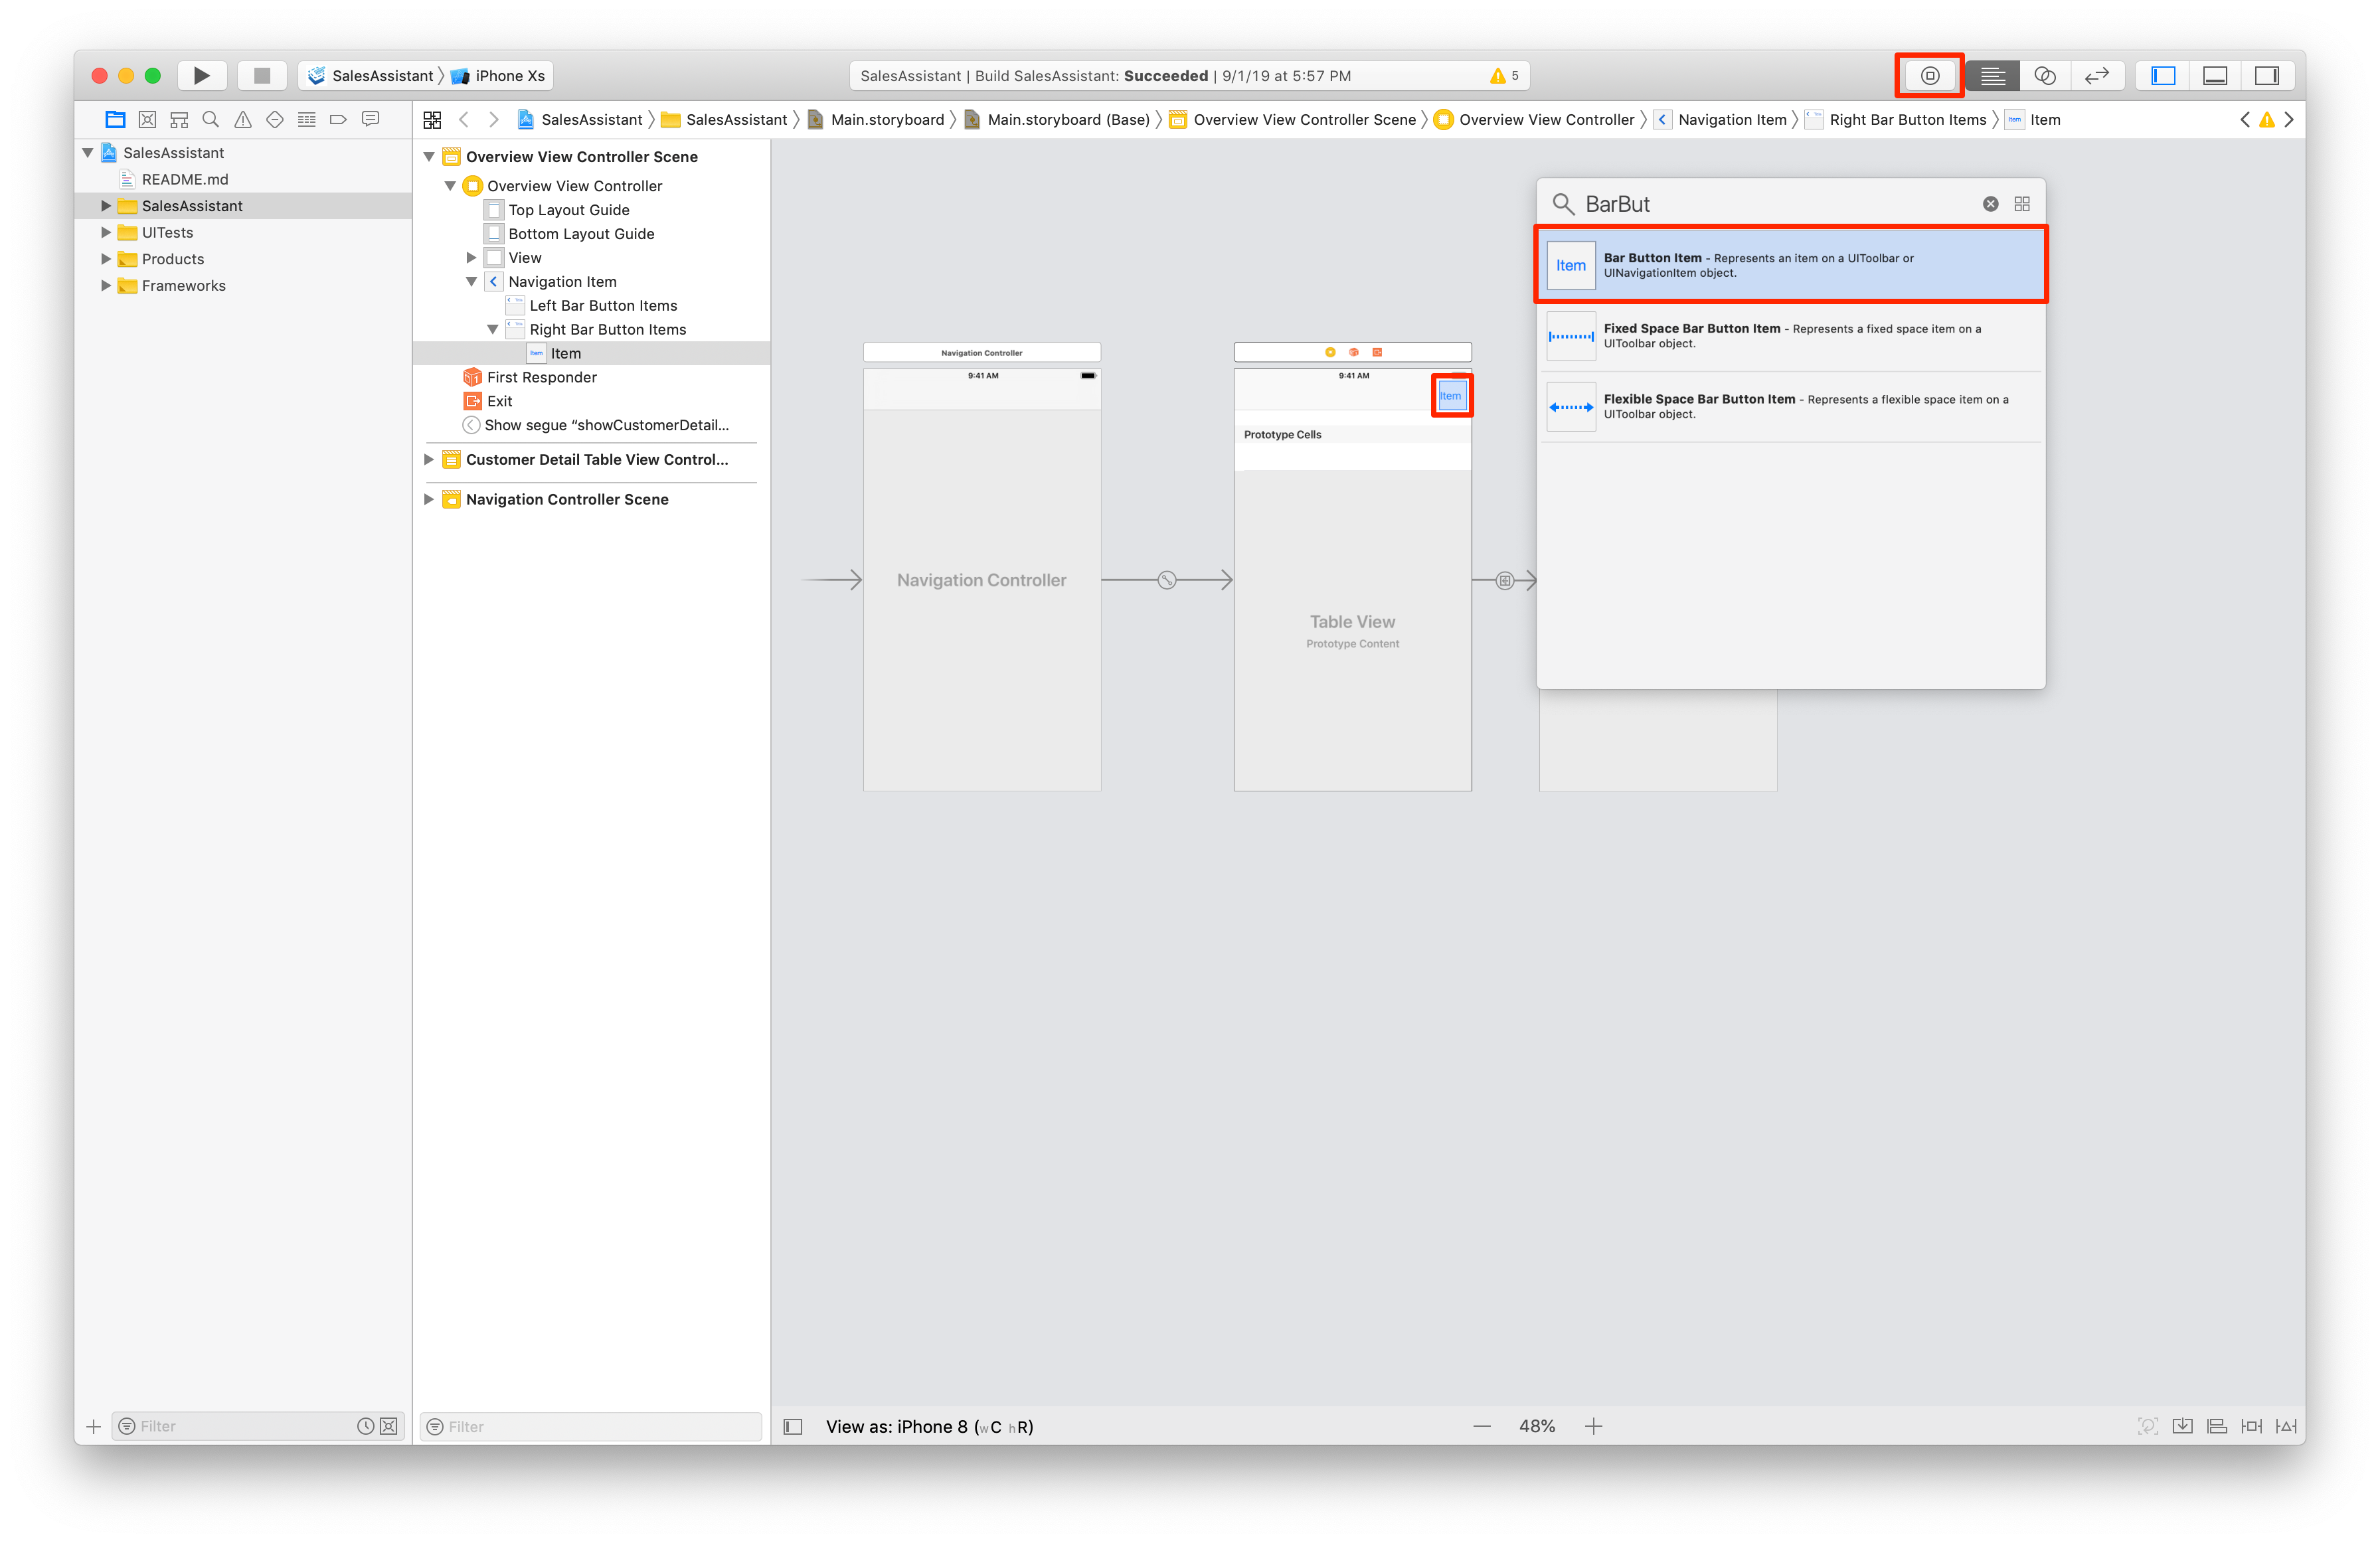 SalesAssistant
iPhone Xs
SalesAssistant | Build SalesAssistant: Succeeded | 9/1/19 at 5:57 PM
5
SalesAssistant
SalesAssistant
Main.storyboard
Main.storyboard (Base)
Overview View Controller Scene
Overview View Controller
Navigation Item
Right Bar Button Items
Item
Item
SalesAssistant
README.md
SalesAssistant
UITests
Products
Frameworks
Overview View Controller Scene
Overview View Controller
Top Layout Guide
Bottom Layout Guide
View
Navigation Item
Left Bar Button Items
Right Bar Button Items
Item
Item
First Responder
Exit
Show segue “showCustomerDetail...
Customer Detail Table View Control...
Navigation Controller Scene
Navigation Controller
9:41 AM
Navigation Controller
9:41 AM
Item
Prototype Cells
Table View
Prototype Content
BarBut
Item
Bar Button Item - Represents an item on a UIToolbar or
UINavigationItem object.
Fixed Space Bar Button Item - Represents a fixed space item on a
UIToolbar object.
Flexible Space Bar Button Item - Represents a flexible space item on a
UIToolbar object.
Filter
Filter
View as: iPhone 8 (wC hR)
48%